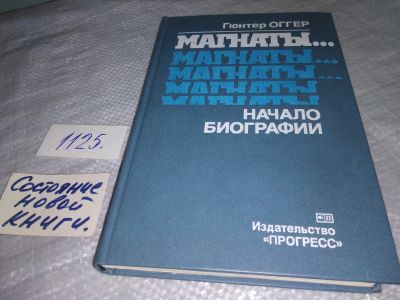 Гюнтер ОГГЕР
МАГНАТЫ...
МАГНАТЫ...
МАГНАТЫ...
МАГНАТЫ
НАЧАЛО
БИОГРАФИИ
Издательство
«ПРОГРЕСС»
1125.
Состояние
новой
книги.